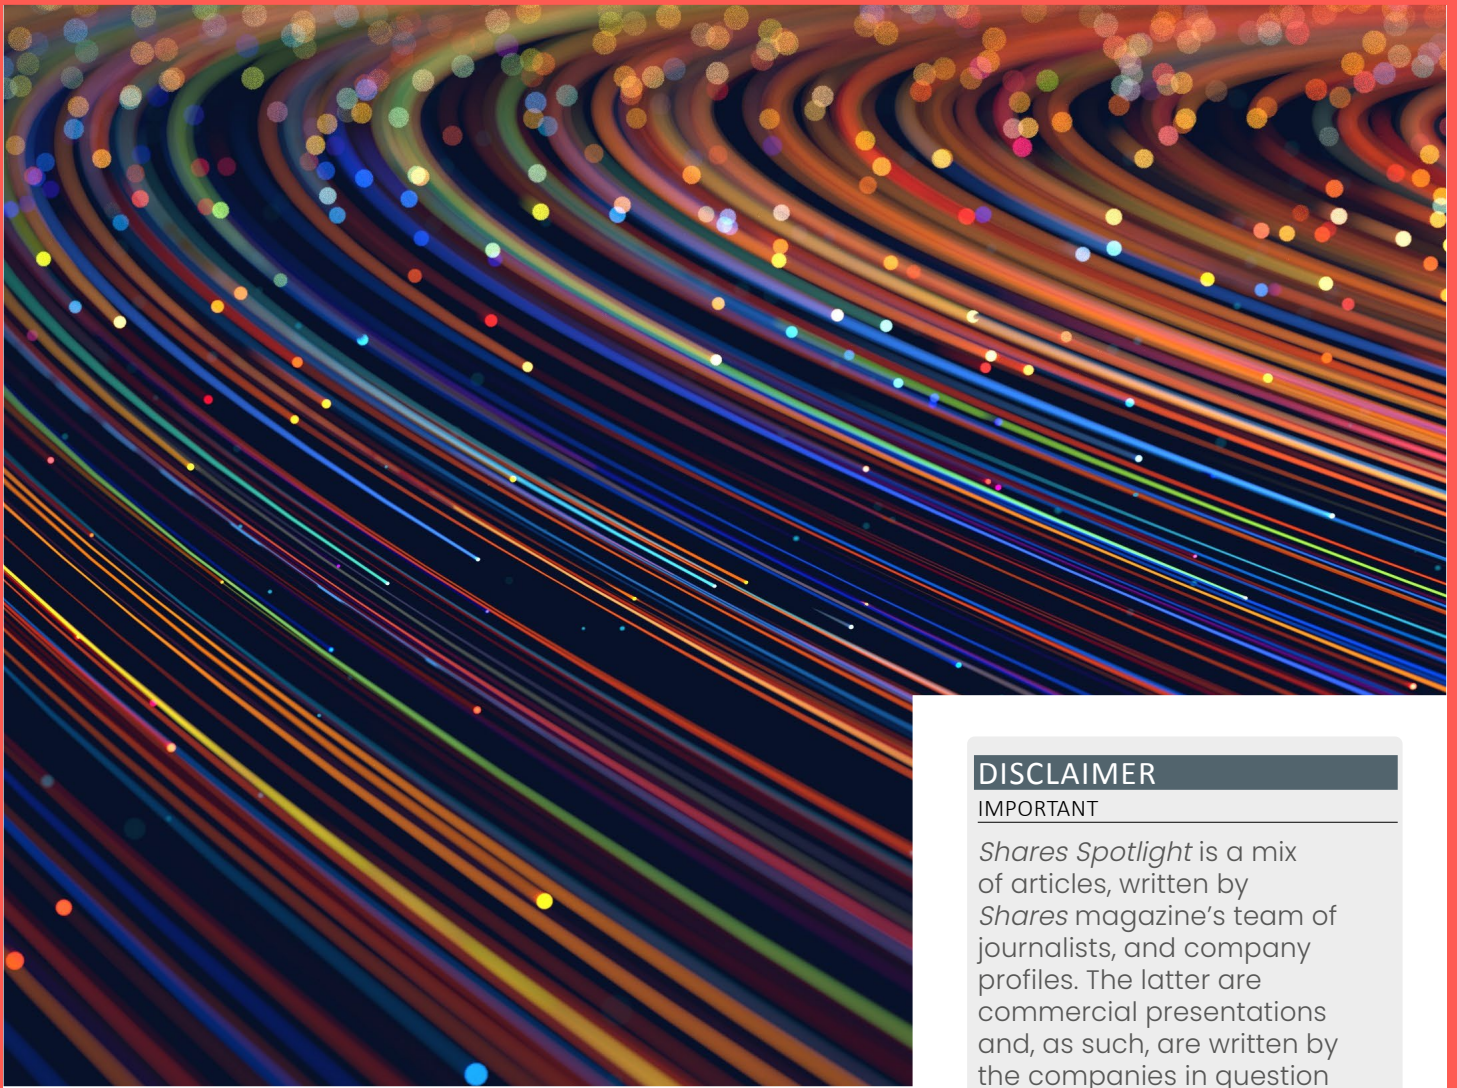 DISCLAIMER
IMPORTANT
Shares Spotlight is a mix
of articles, written by
Shares magazine’s team of
journalists, and company
profiles. The latter are
commercial presentations
and, as such, are written by
the companies in question